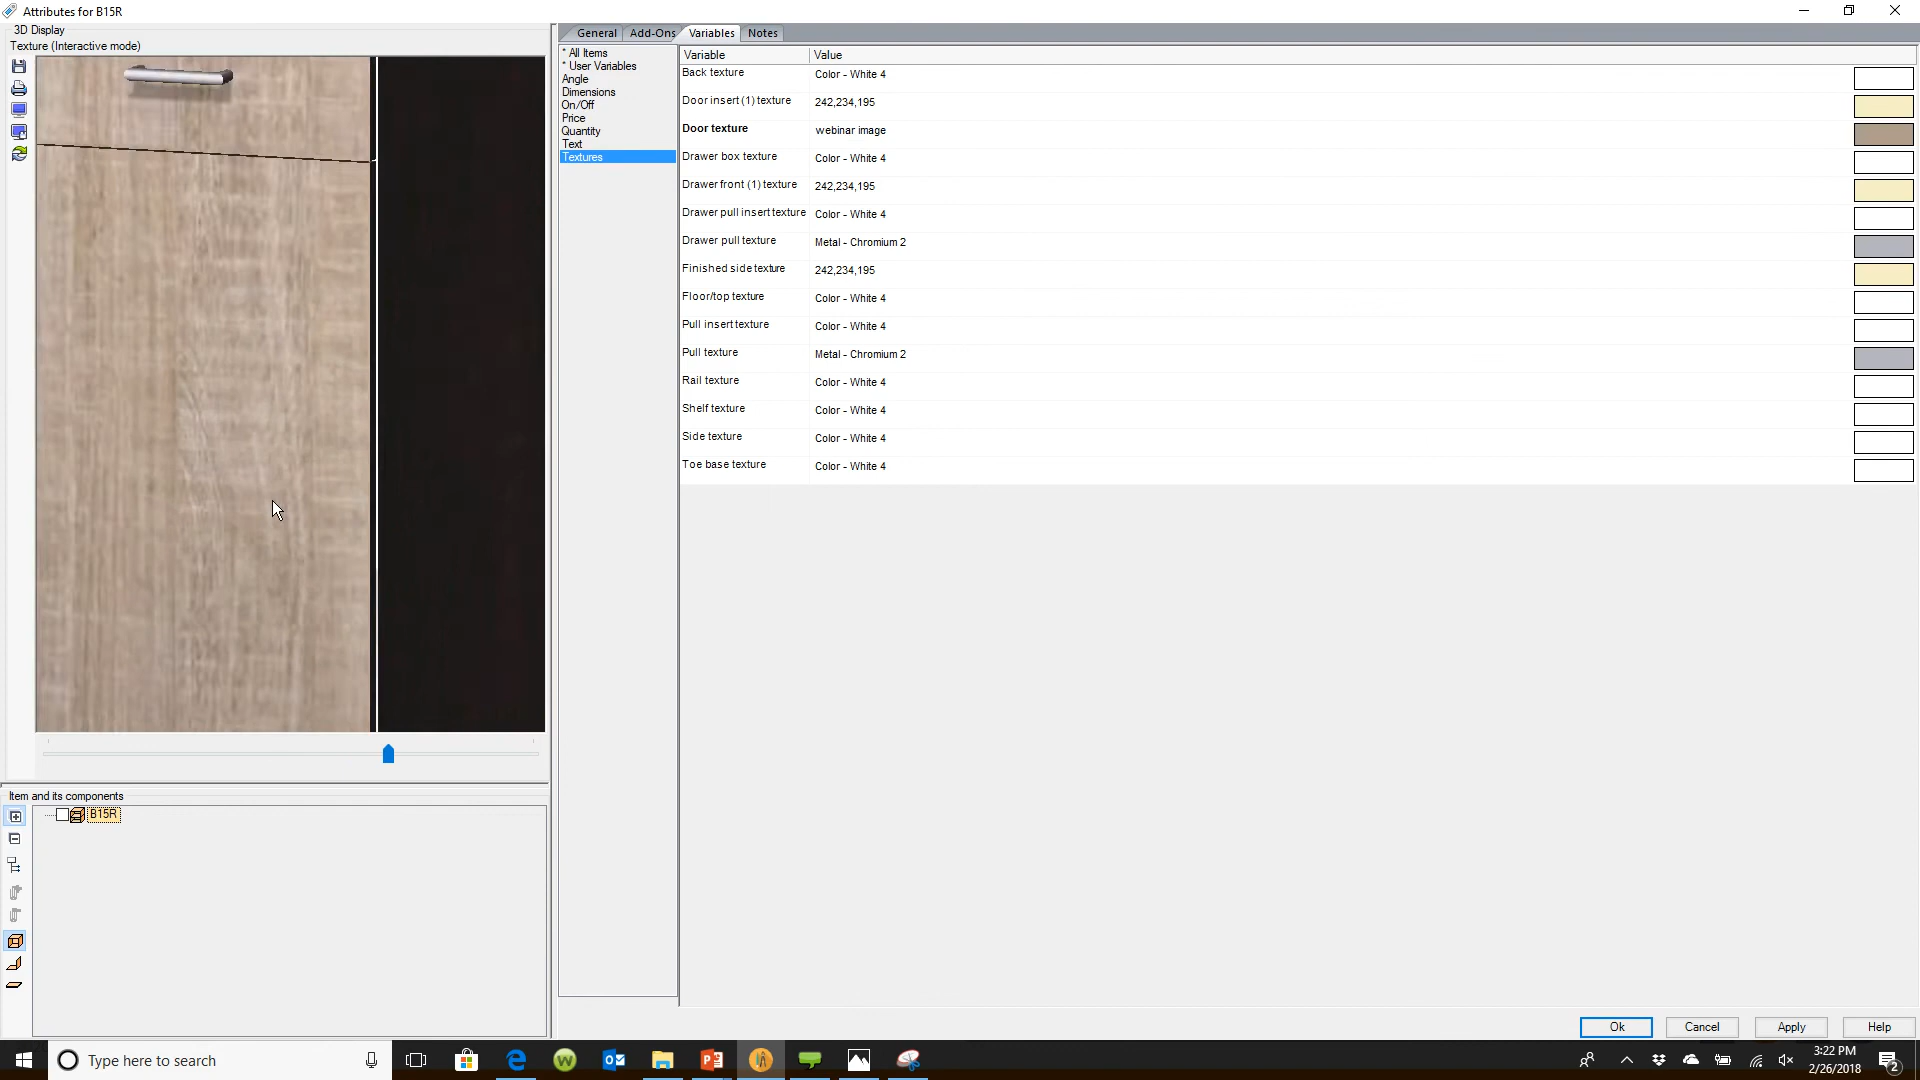 Attributes for B15R
3D Display
Texture (Interactive mode)
General Add-Ons Variables Notes
* All Items
* User Variables
Angle
Dimensions
On/Off
Price
Quantity
Text
Textures
Variable Value
Back texture Color - White 4
Door insert (1) texture 242,234,195
Door texture webinar image
Drawer box texture Color - White 4
Drawer front (1) texture 242,234,195
Drawer pull insert texture Color - White 4
Drawer pull texture Metal - Chromium 2
Finished side texture 242,234,195
Floor/top texture Color - White 4
Pull insert texture Color - White 4
Pull texture Metal - Chromium 2
Rail texture Color - White 4
Shelf texture Color - White 4
Side texture Color - White 4
Toe base texture Color - White 4
Item and its components
B15R
Ok Cancel Apply Help
Type here to search
3:22 PM
2/26/2018
2